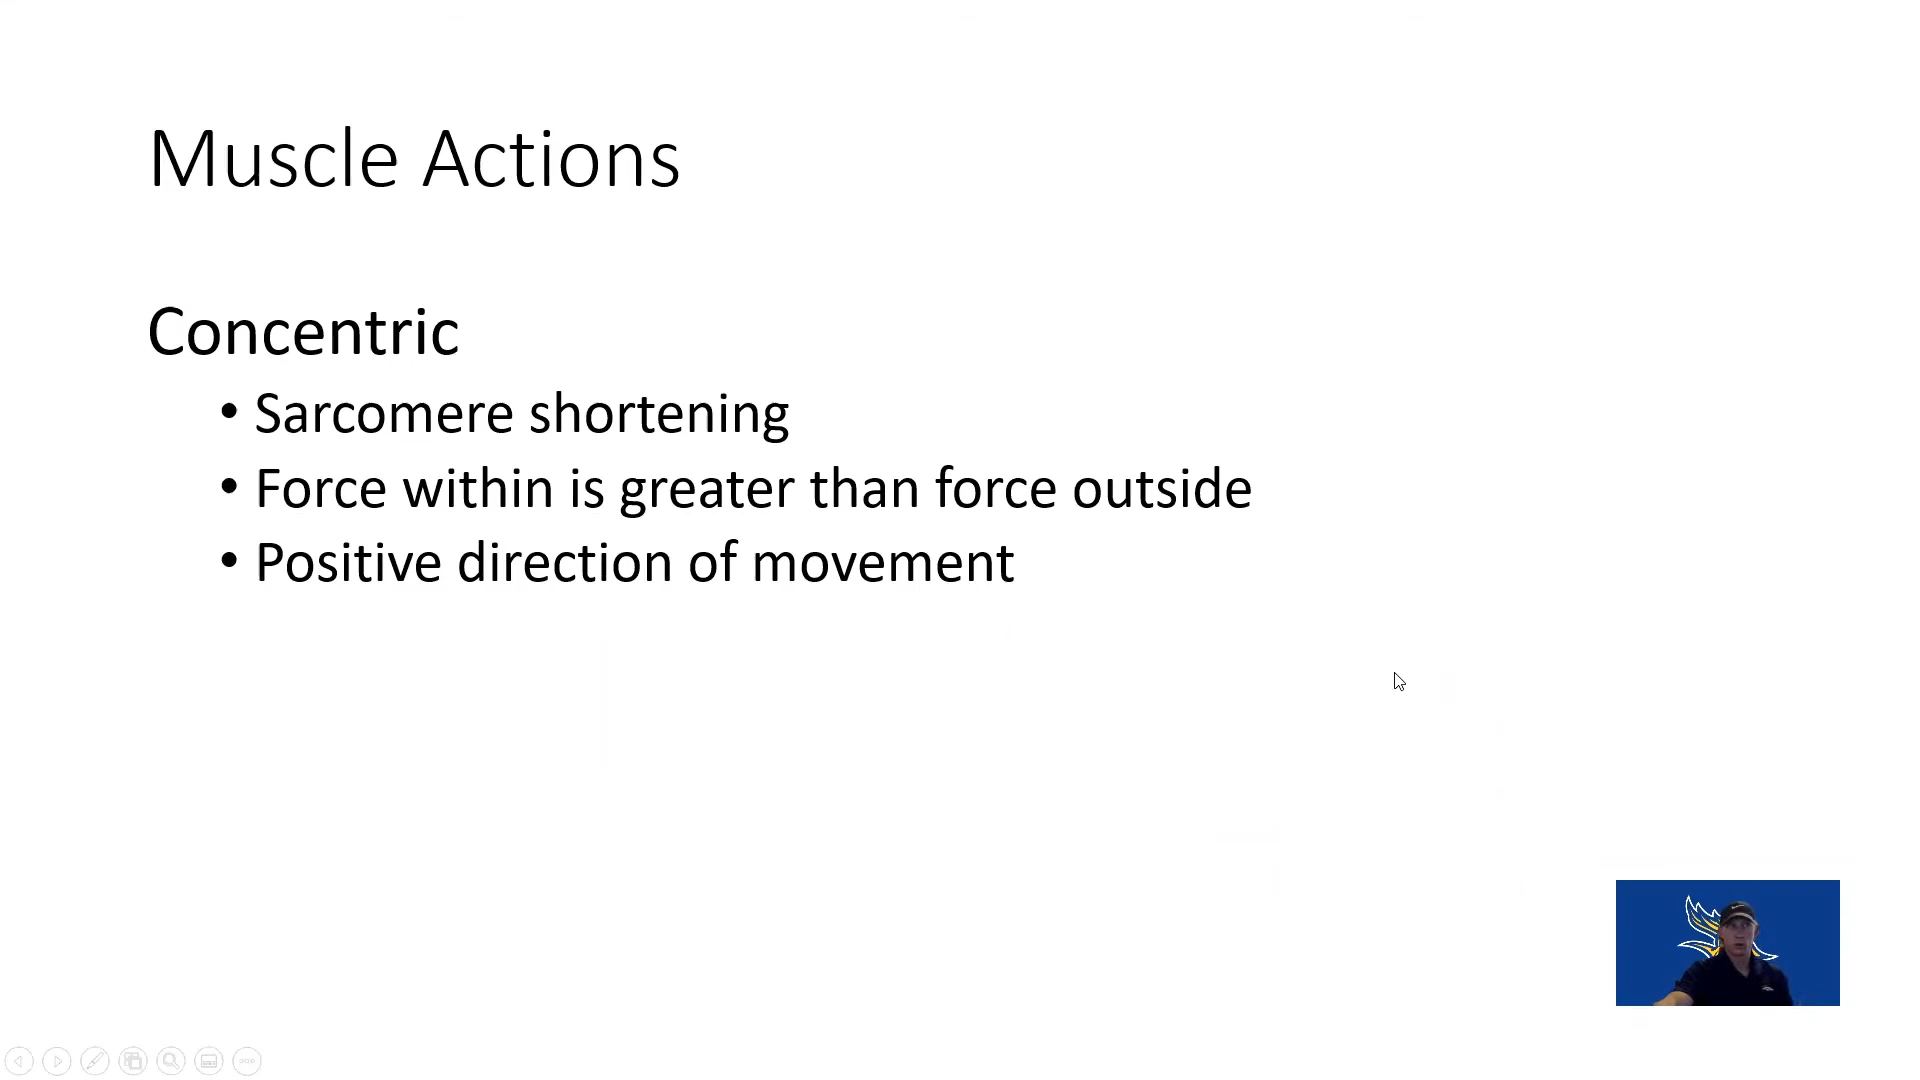 Muscle Actions
Concentric
• Sarcomere shortening
• Force within is greater than force outside
• Positive direction of movement